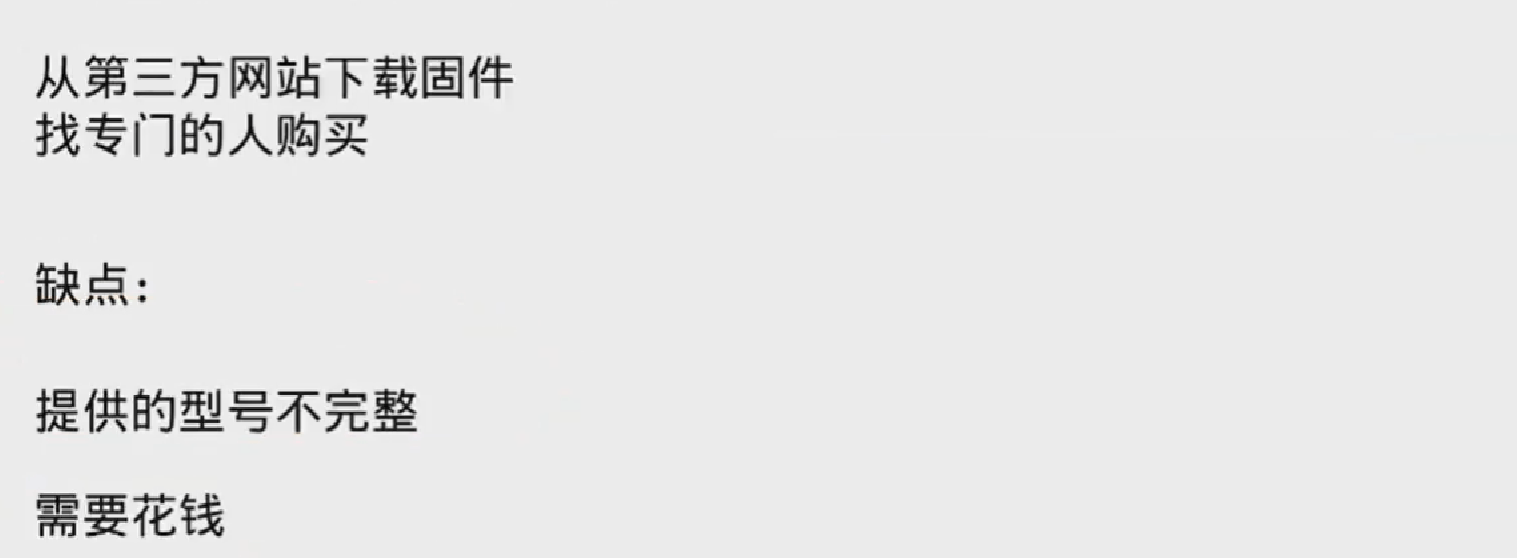 从第三方网站下载固件
找专门的人购买
缺点：
提供的型号不完整
需要花钱